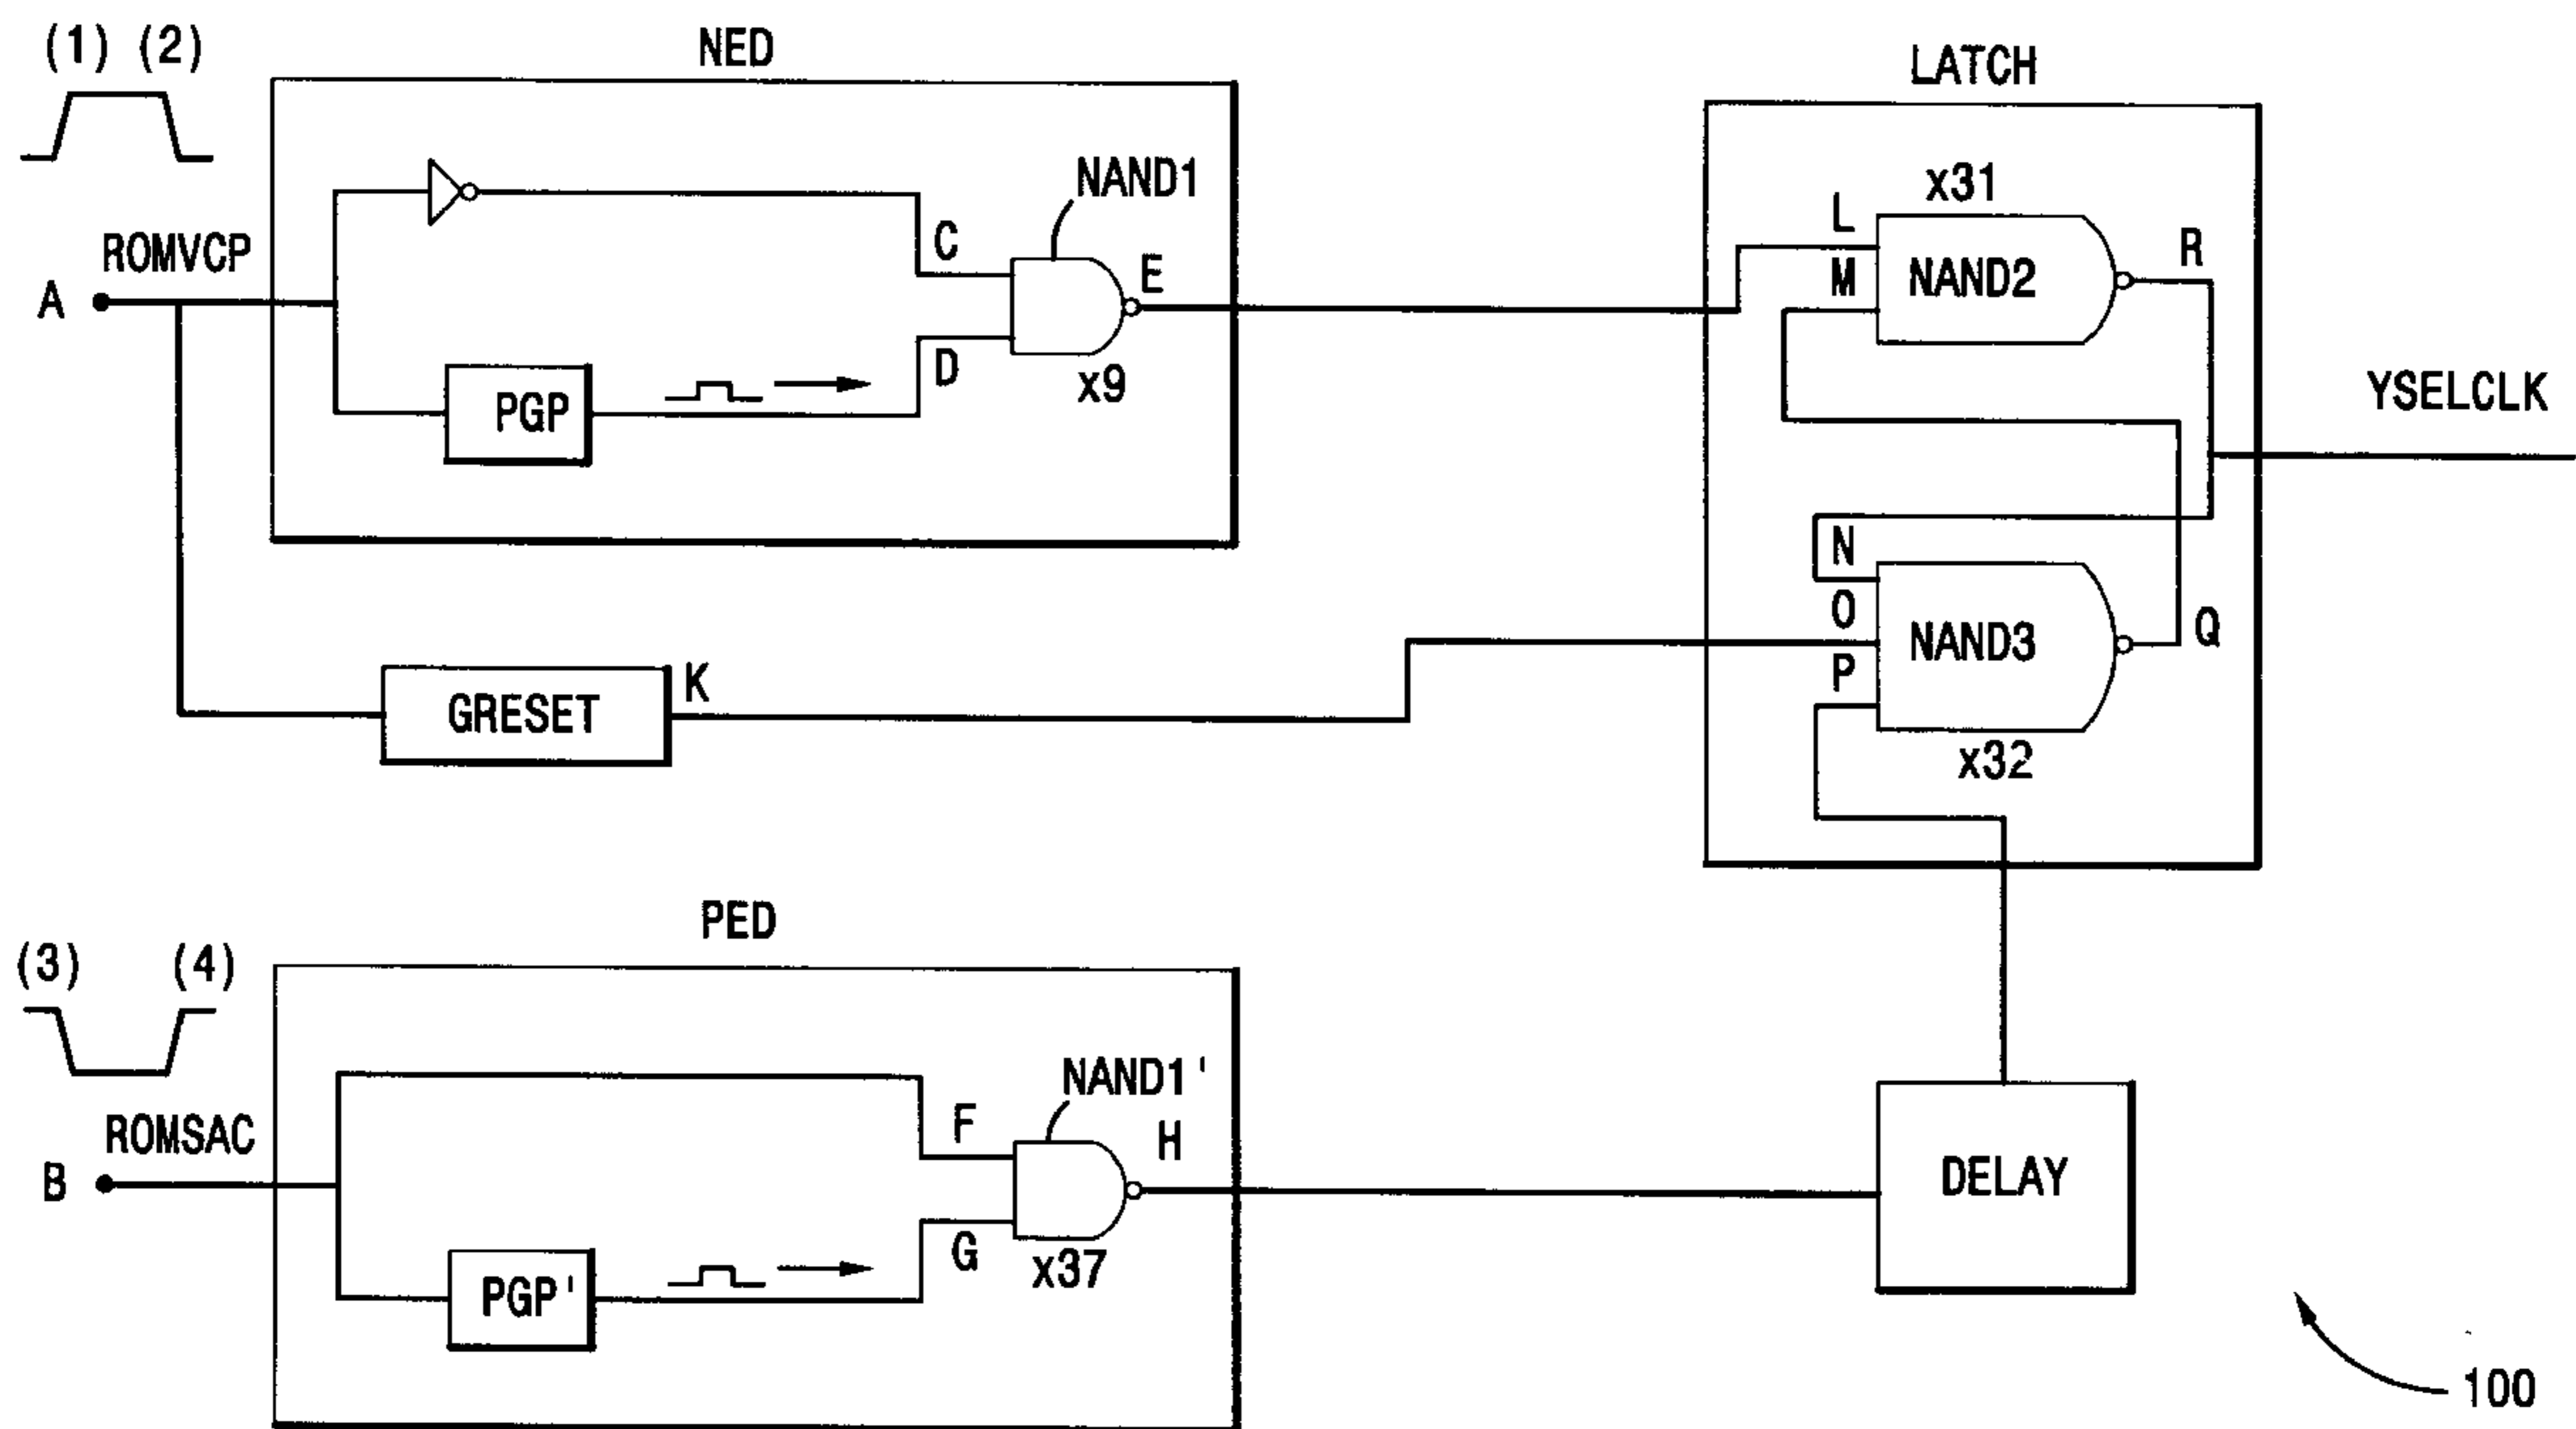 (1) (2)
NED
LATCH
NAND1
x31
ROMVCP
A
C
E
D
x9
PGP
L
M
NAND2
R
YSELCLK
N
O
P
NAND3
Q
x32
GRESET
K
PED
(3) (4)
NAND1'
ROMSAC
B
F
H
G
x37
PGP'
DELAY
100